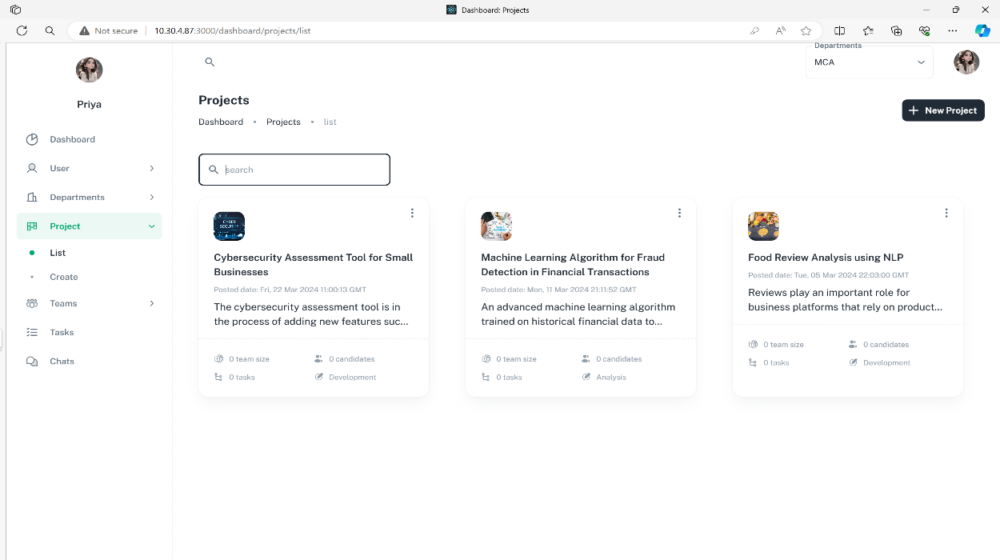 Dashboard: Projects
Not secure
10.30.4.87:3000/dashboard/projects/list
Departments
MCA
Priya
Projects
Dashboard • Projects • list
New Project
Dashboard
User
Departments
Project
List
Create
Teams
Tasks
Chats
search
CYBER
SECURITY
Cybersecurity Assessment Tool for Small
Businesses
Posted date: Fri, 22 Mar 2024 11:00:13 GMT
The cybersecurity assessment tool is in
the process of adding new features suc...
0 team size
0 candidates
0 tasks
Development
Machine Learning Algorithm for Fraud
Detection in Financial Transactions
Posted date: Mon, 11 Mar 2024 21:11:52 GMT
An advanced machine learning algorithm
trained on historical financial data to...
0 team size
0 candidates
0 tasks
Analysis
Food Review Analysis using NLP
Posted date: Tue, 05 Mar 2024 22:03:00 GMT
Reviews play an important role for
business platforms that rely on product...
0 team size
0 candidates
0 tasks
Development